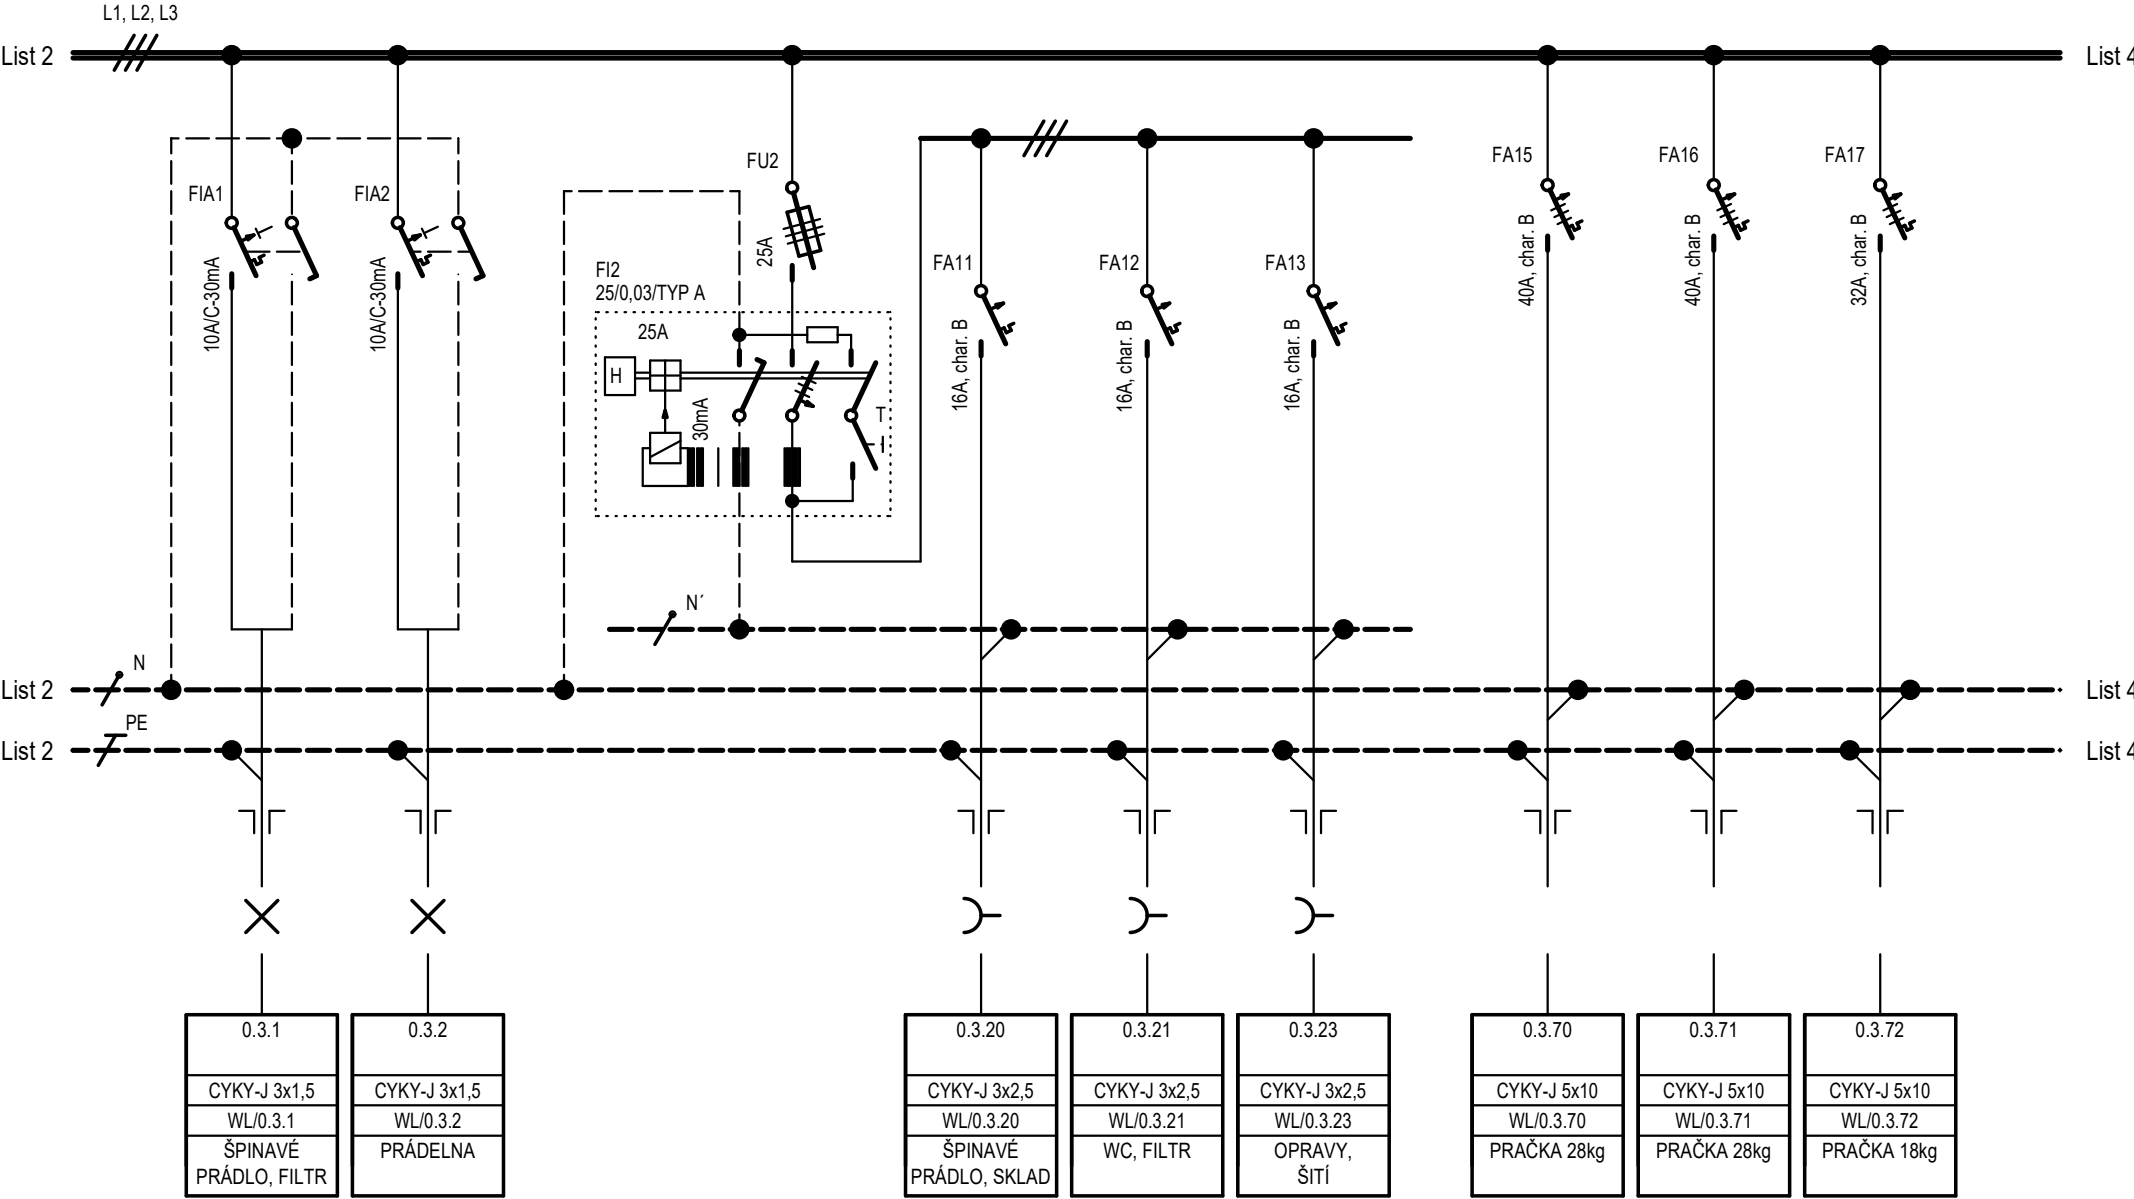 L1, L2, L3
List 2
List 4
FIA1
10A/C-30mA
FIA2
10A/C-30mA
FU2
25A
FI2
25/0,03/TYP A
25A
H
30mA
T
FA11
16A, char. B
FA12
16A, char. B
FA13
16A, char. B
FA15
40A, char. B
FA16
40A, char. B
FA17
32A, char. B
N´
N
List 2
List 4
PE
List 2
List 4
0.3.1
CYKY-J 3x1,5
WL/0.3.1
ŠPINAVÉ
PRÁDLO, FILTR
0.3.2
CYKY-J 3x1,5
WL/0.3.2
PRÁDELNA
0.3.20
CYKY-J 3x2,5
WL/0.3.20
ŠPINAVÉ
PRÁDLO, SKLAD
0.3.21
CYKY-J 3x2,5
WL/0.3.21
WC, FILTR
0.3.23
CYKY-J 3x2,5
WL/0.3.23
OPRAVY,
ŠITÍ
0.3.70
CYKY-J 5x10
WL/0.3.70
PRAČKA 28kg
0.3.71
CYKY-J 5x10
WL/0.3.71
PRAČKA 28kg
0.3.72
CYKY-J 5x10
WL/0.3.72
PRAČKA 18kg